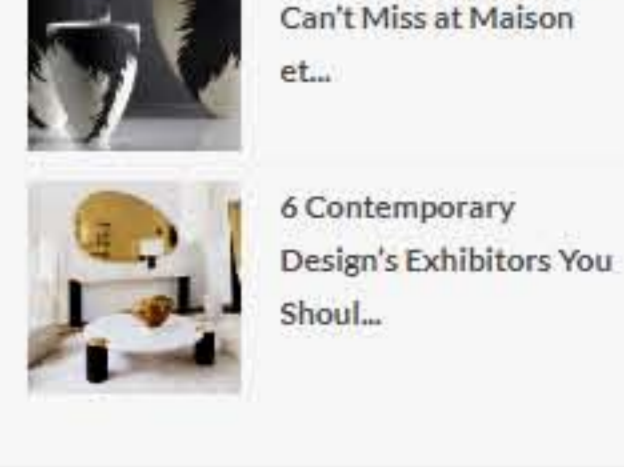 Can't Miss at Maison
et...
6 Contemporary
Design's Exhibitors You
Shoul...